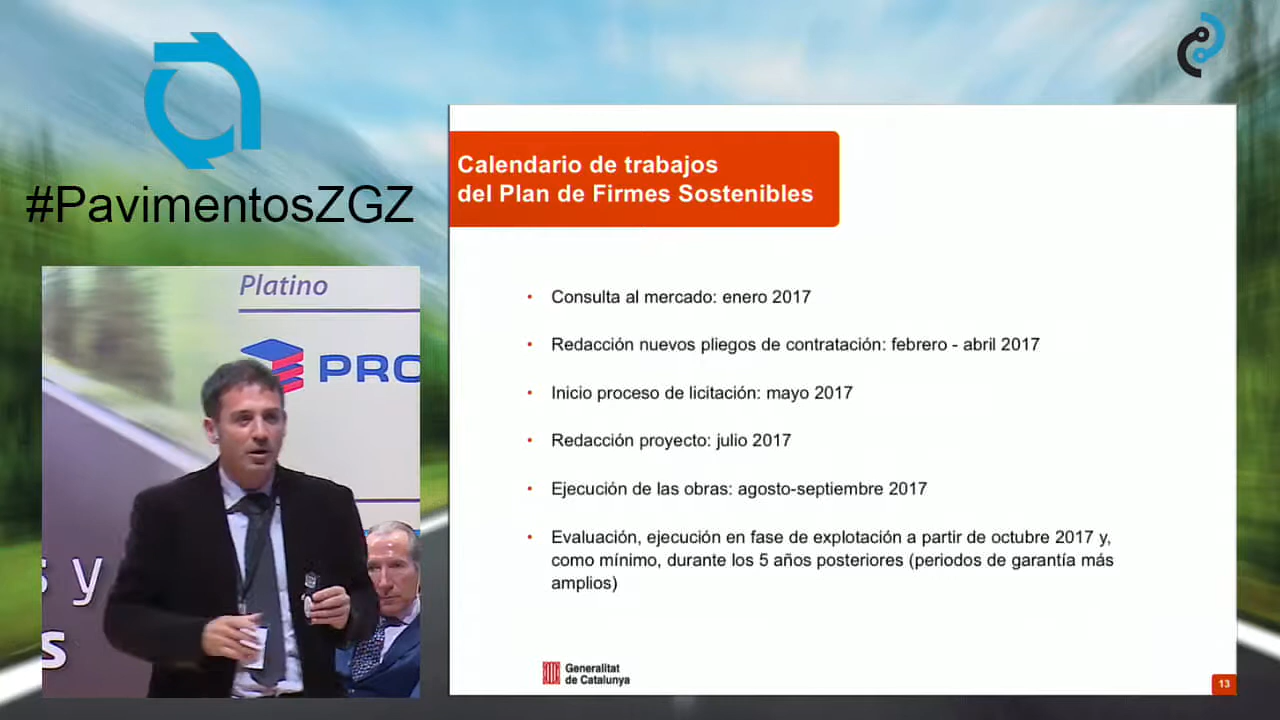 #PavimentosZGZ
Platino
PRO
s y
s
Calendario de trabajos
del Plan de Firmes Sostenibles
• Consulta al mercado: enero 2017
• Redacción nuevos pliegos de contratación: febrero - abril 2017
• Inicio proceso de licitación: mayo 2017
• Redacción proyecto: julio 2017
• Ejecución de las obras: agosto-septiembre 2017
• Evaluación, ejecución en fase de explotación a partir de octubre 2017 y,
como mínimo, durante los 5 años posteriores (periodos de garantía más
amplios)
Generalitat
de Catalunya
13